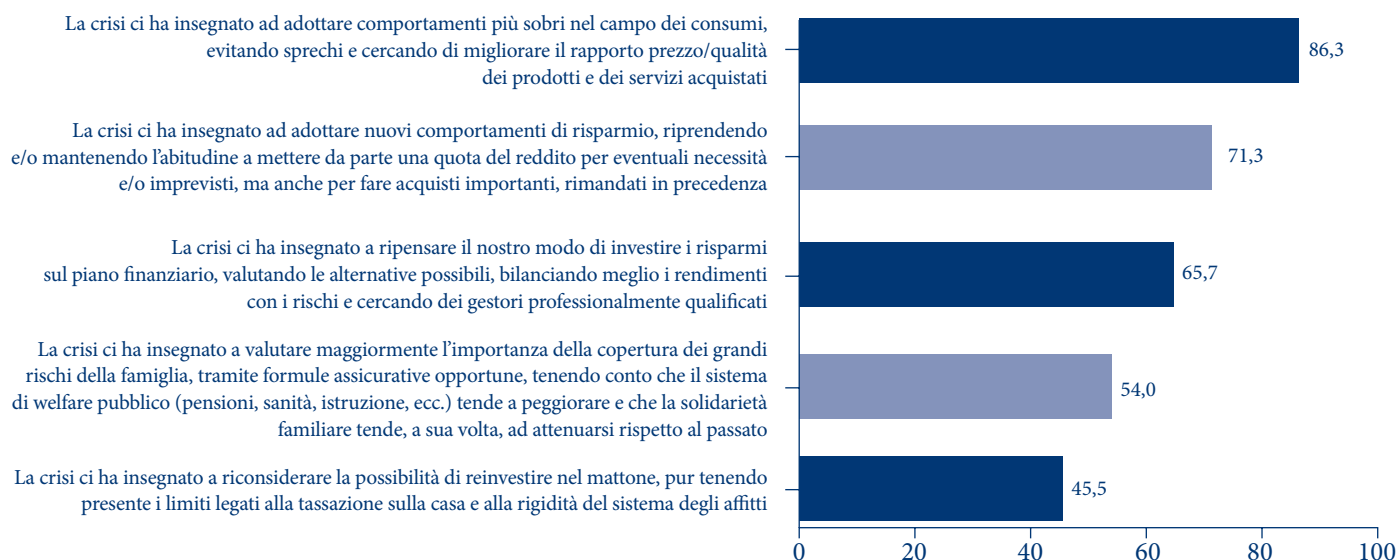 La crisi ci ha insegnato ad adottare comportamenti più sobri nel campo dei consumi,
evitando sprechi e cercando di migliorare il rapporto prezzo/qualità
dei prodotti e dei servizi acquistati
86,3
La crisi ci ha insegnato ad adottare nuovi comportamenti di risparmio, riprendendo
e/o mantenendo l'abitudine a mettere da parte una quota del reddito per eventuali necessità
e/o imprevisti, ma anche per fare acquisti importanti, rimandati in precedenza
71,3
La crisi ci ha insegnato a ripensare il nostro modo di investire i risparmi
sul piano finanziario, valutando le alternative possibili, bilanciando meglio i rendimenti
con i rischi e cercando dei gestori professionalmente qualificati
65,7
La crisi ci ha insegnato a valutare maggiormente l'importanza della copertura dei grandi
rischi della famiglia, tramite formule assicurative opportune, tenendo conto che il sistema
di welfare pubblico (pensioni, sanità, istruzione, ecc.) tende a peggiorare e che la solidarietà
familiare tende, a sua volta, ad attenuarsi rispetto al passato
54,0
La crisi ci ha insegnato a riconsiderare la possibilità di reinvestire nel mattone, pur tenendo
presente i limiti legati alla tassazione sulla casa e alla rigidità del sistema degli affitti
45,5
0 20 40 60 80 100